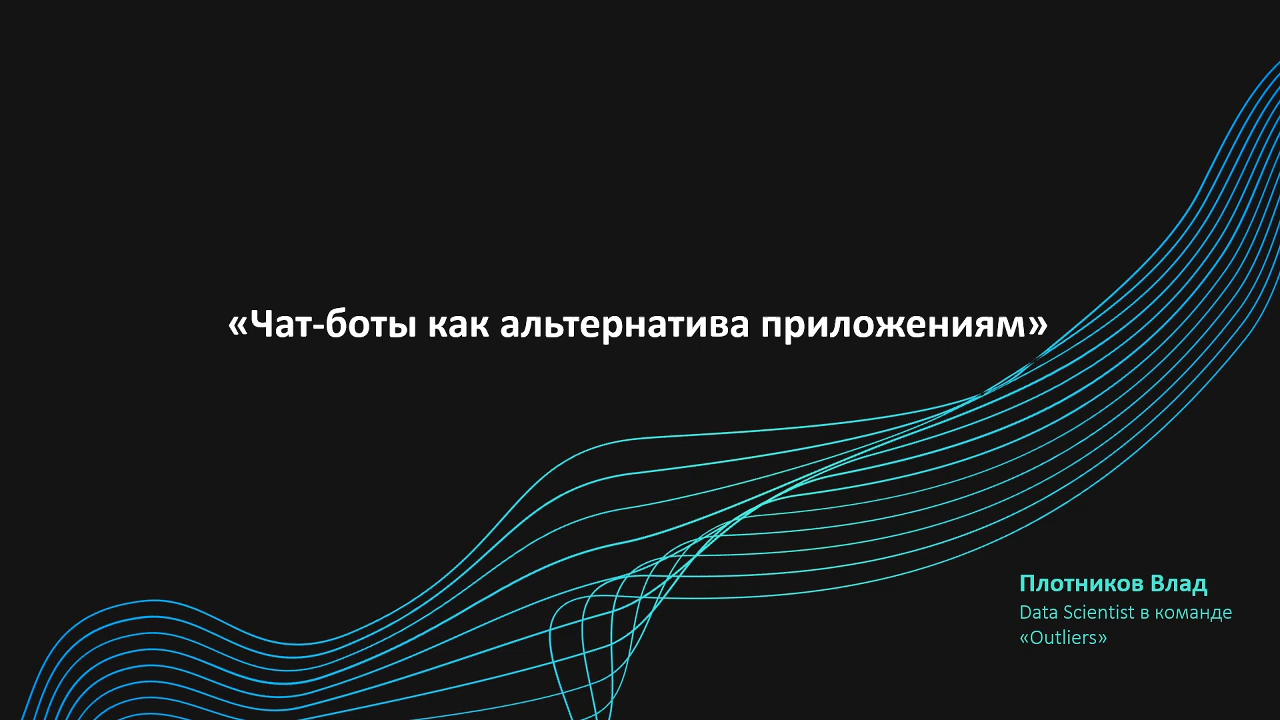 «Чат-боты как альтернатива приложениям»
Плотников Влад
Data Scientist в команде
«Outliers»